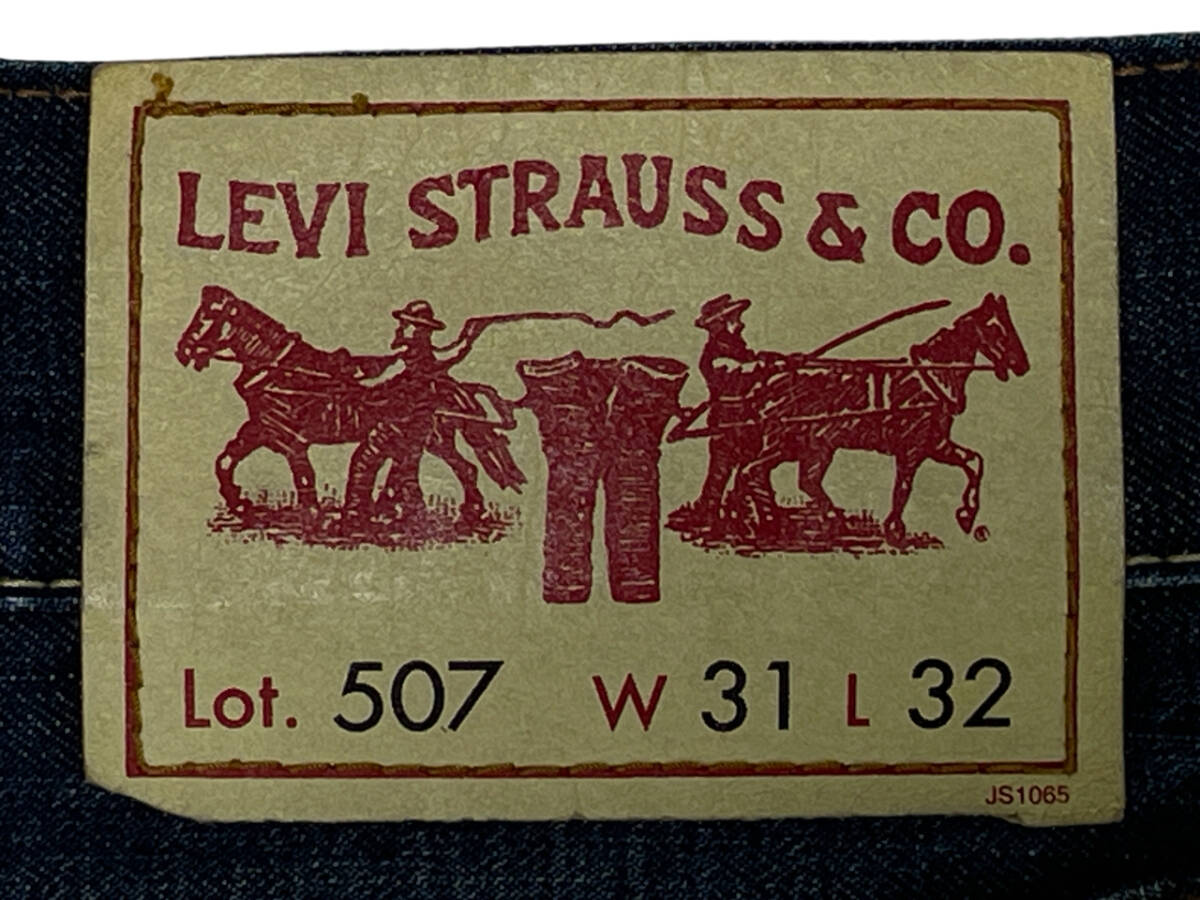 LEVI STRAUSS & CO.
®
Lot. 507 W 31 L 32
JS1065